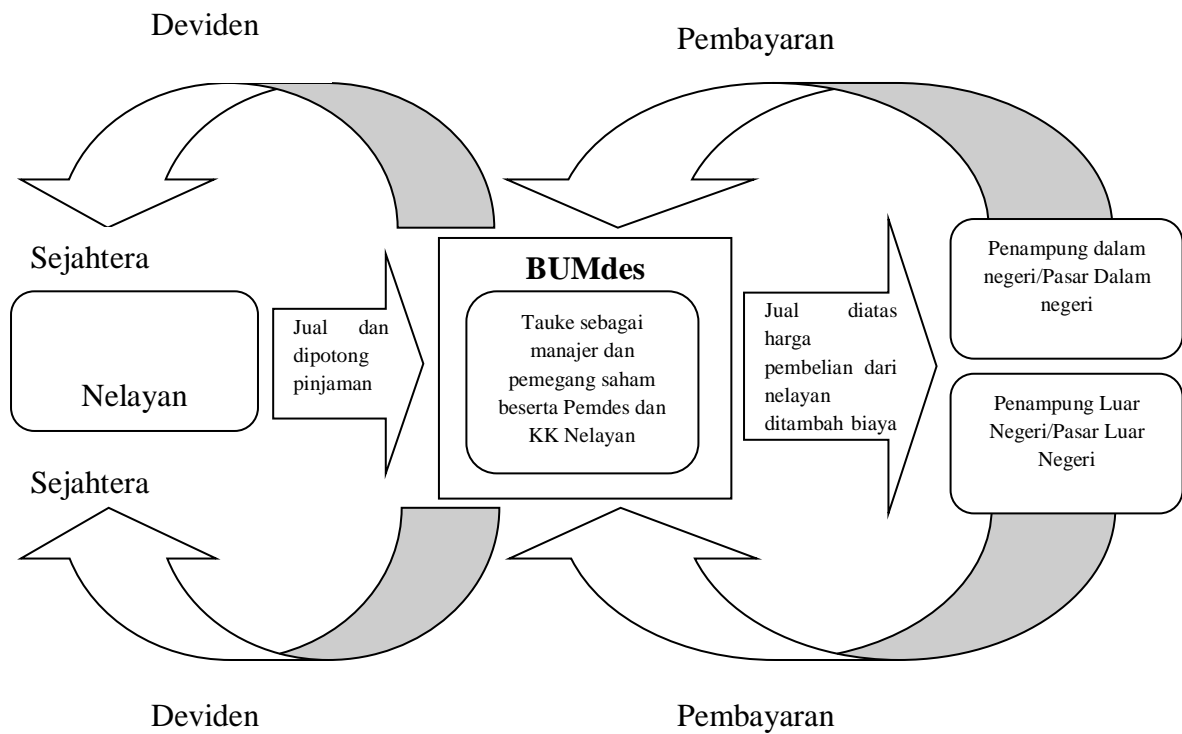 Deviden
Pembayaran
Sejahtera
Nelayan
Sejahtera
Jual dan
dipotong
pinjaman
BUMdes
Tauke sebagai
manajer dan
pemegang saham
beserta Pemdes dan
KK Nelayan
Jual diatas
harga
pembelian dari
nelayan
ditambah biaya
Penampung dalam
negeri/Pasar Dalam
negeri
Penampung Luar
Negeri/Pasar Luar
Negeri
Deviden
Pembayaran